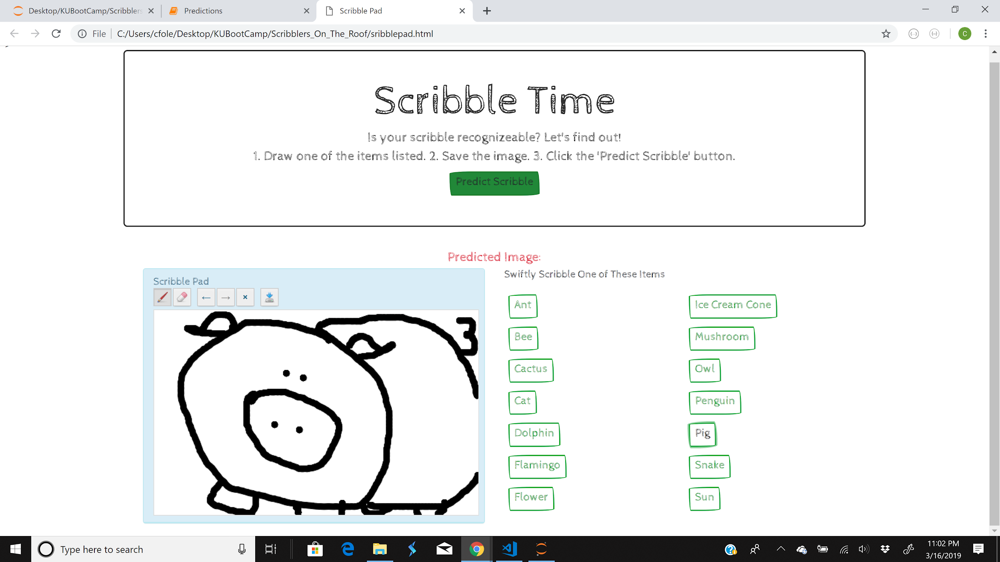 Desktop/KUBootCamp/Scribblers
Predictions
Scribble Pad
File
C:/Users/cfole/Desktop/KUBootCamp/Scribblers_On_The_Roof/sribblepad.html
C
Scribble Time
Is your scribble recognizeable? Let's find out!
1. Draw one of the items listed. 2. Save the image. 3. Click the 'Predict Scribble' button.
Predict Scribble
Predicted Image:
Scribble Pad
Swiftly Scribble One of These Items
Ant
Bee
Cactus
Cat
Dolphin
Flamingo
Flower
Ice Cream Cone
Mushroom
Owl
Penguin
Pig
Snake
Sun
Type here to search
11:02 PM
3/16/2019